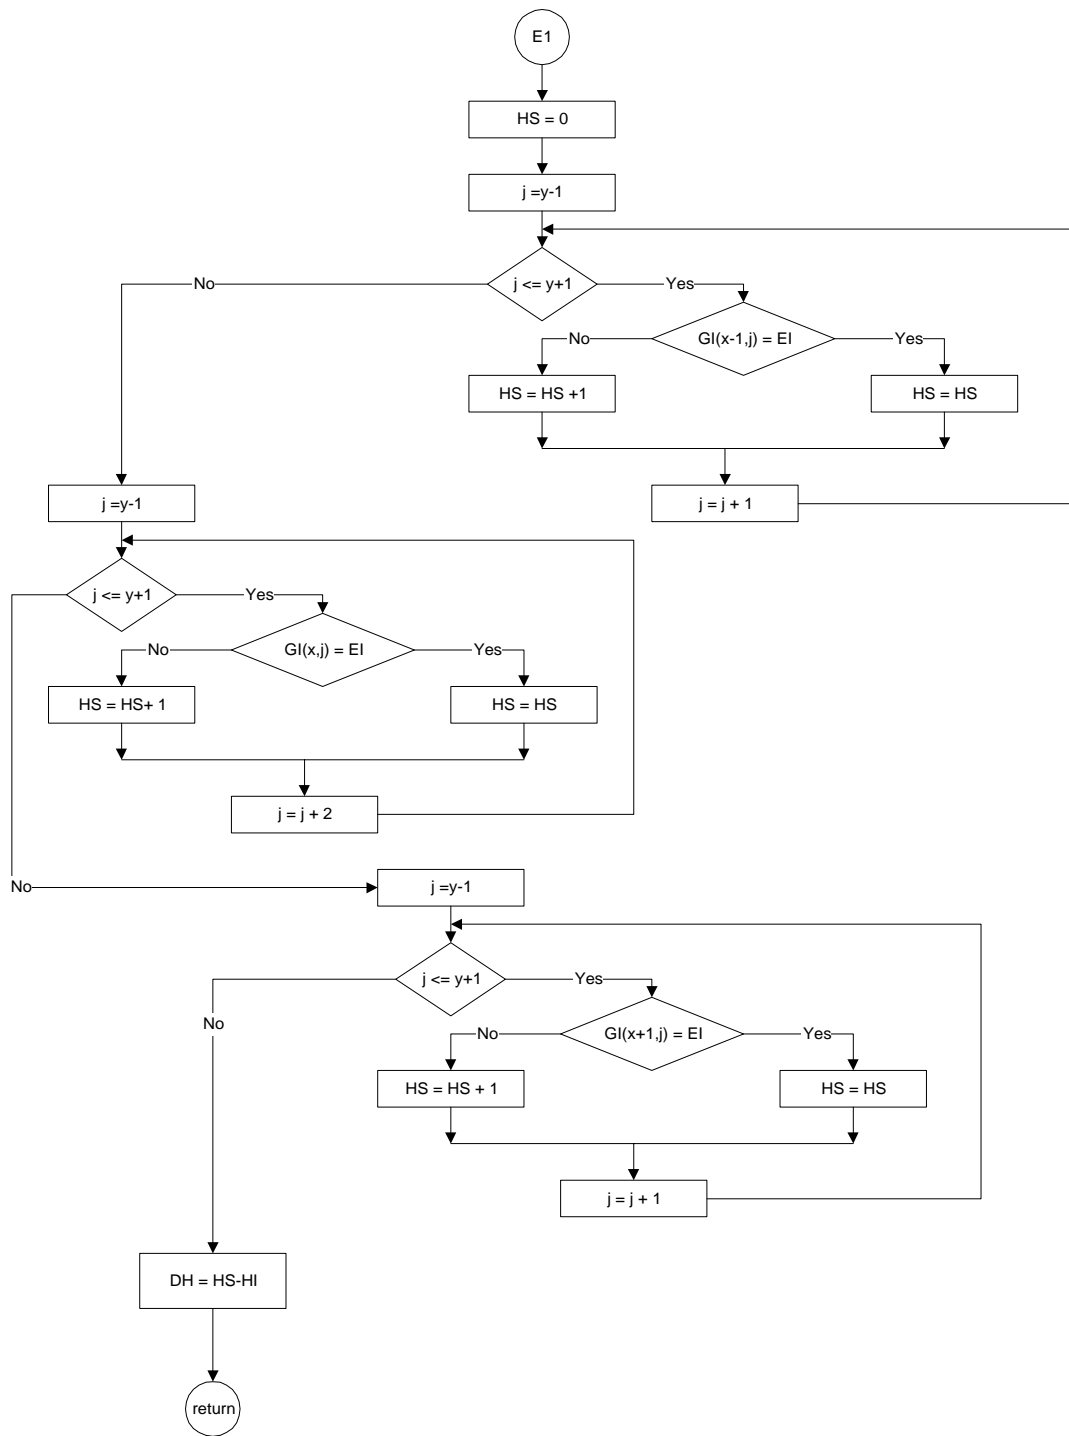 E1
HS = 0
j =y-1
j <= y+1
No
Yes
GI(x-1,j) = EI
No
Yes
HS = HS +1
HS = HS
j = j + 1
j =y-1
j <= y+1
Yes
GI(x,j) = EI
No
Yes
HS = HS+ 1
HS = HS
j = j + 2
No
j =y-1
j <= y+1
Yes
No
GI(x+1,j) = EI
No
Yes
HS = HS + 1
HS = HS
j = j + 1
DH = HS-HI
return